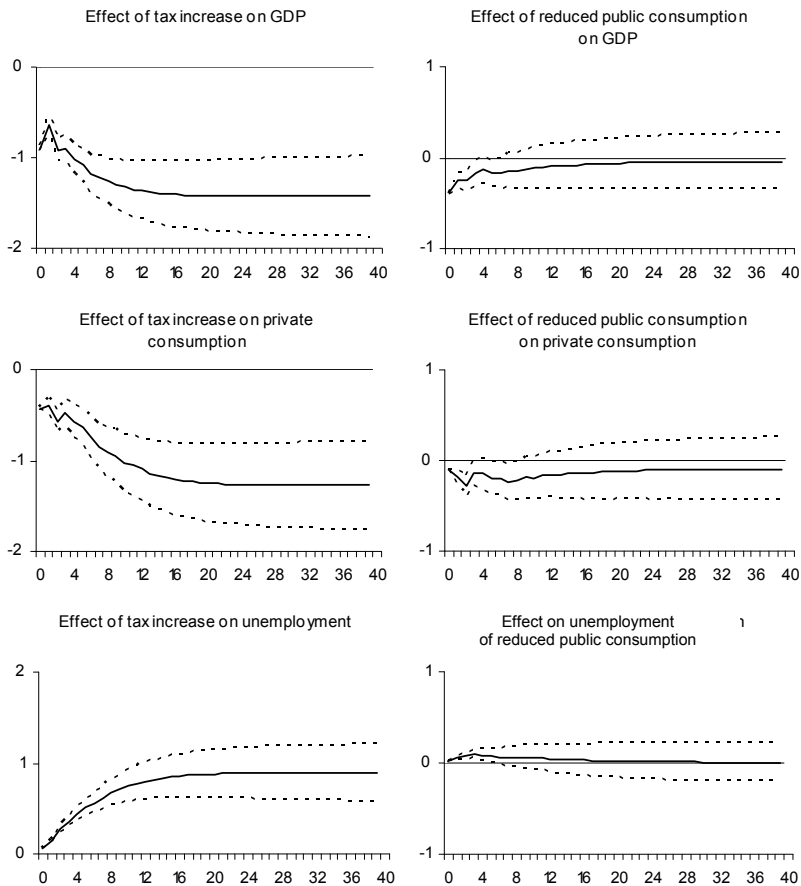 Effect of tax increase on GDP
0
-1
-2
0 4 8 12 16 20 24 28 32 36 40
Effect of reduced public consumption
on GDP
1
0
-1
0 4 8 12 16 20 24 28 32 36 40
Effect of tax increase on private
consumption
0
-1
-2
0 4 8 12 16 20 24 28 32 36 40
Effect of reduced public consumption
on private consumption
1
0
-1
0 4 8 12 16 20 24 28 32 36 40
Effect of tax increase on unemployment
2
1
0
0 4 8 12 16 20 24 28 32 36 40
Effect on unemployment
of reduced public consumption
1
0
-1
0 4 8 12 16 20 24 28 32 36 40